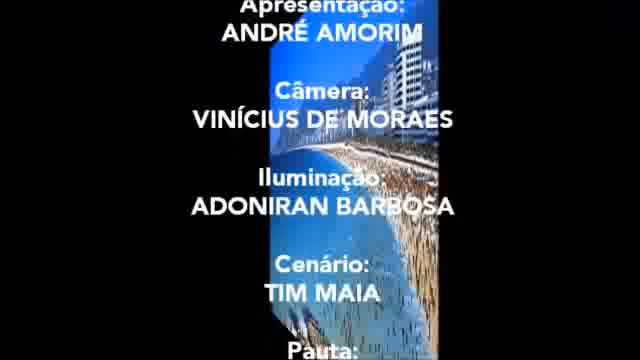 Apresentação:
ANDRÉ AMORIM
Câmera:
VINÍCIUS DE MORAES
Iluminação:
ADONIRAN BARBOSA
Cenário:
TIM MAIA
Pauta: